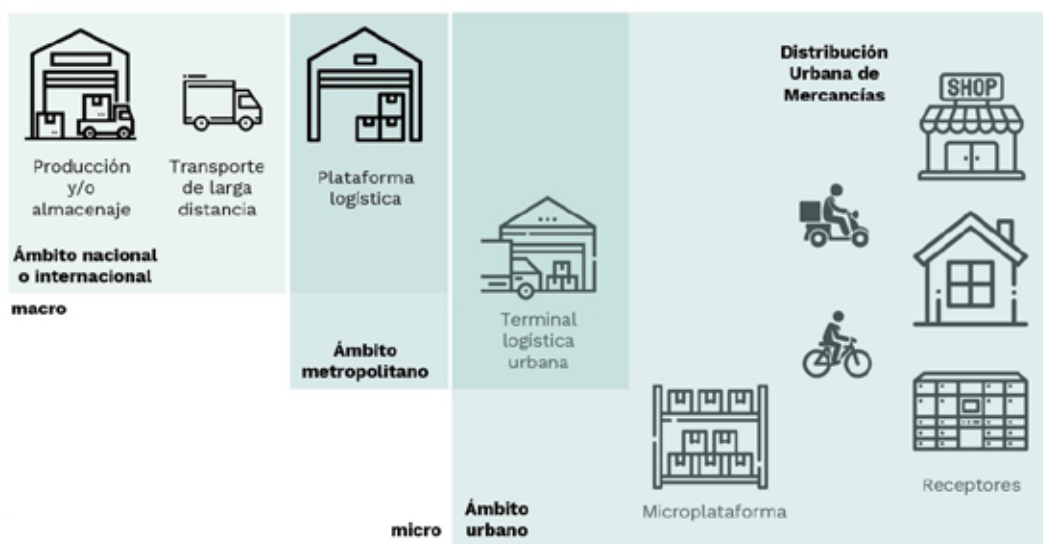 Producción
y/o
almacenaje
Transporte
de larga
distancia
Ámbito nacional
o internacional
macro
Plataforma
logística
Ámbito
metropolitano
Terminal
logística
urbana
micro
Ámbito
urbano
Microplataforma
Distribución
Urbana de
Mercancías
SHOP
Receptores